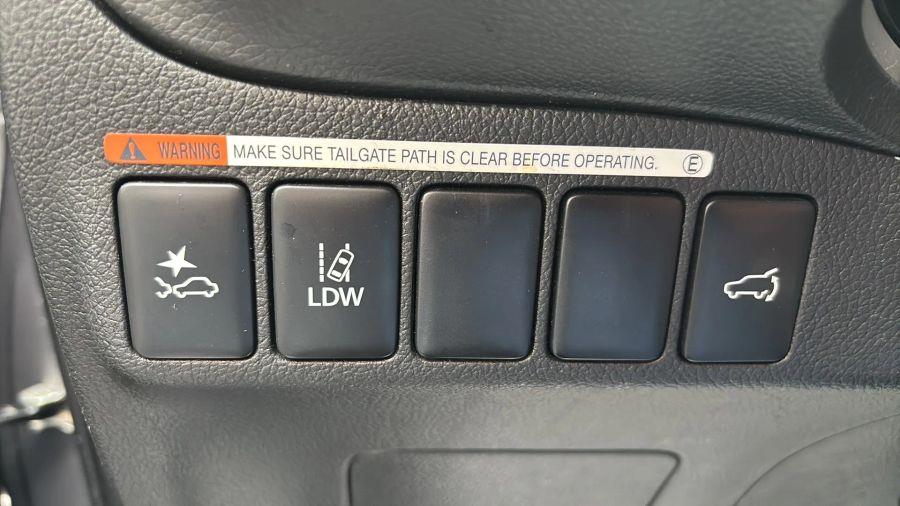 WARNING MAKE SURE TAILGATE PATH IS CLEAR BEFORE OPERATING. E
LDW